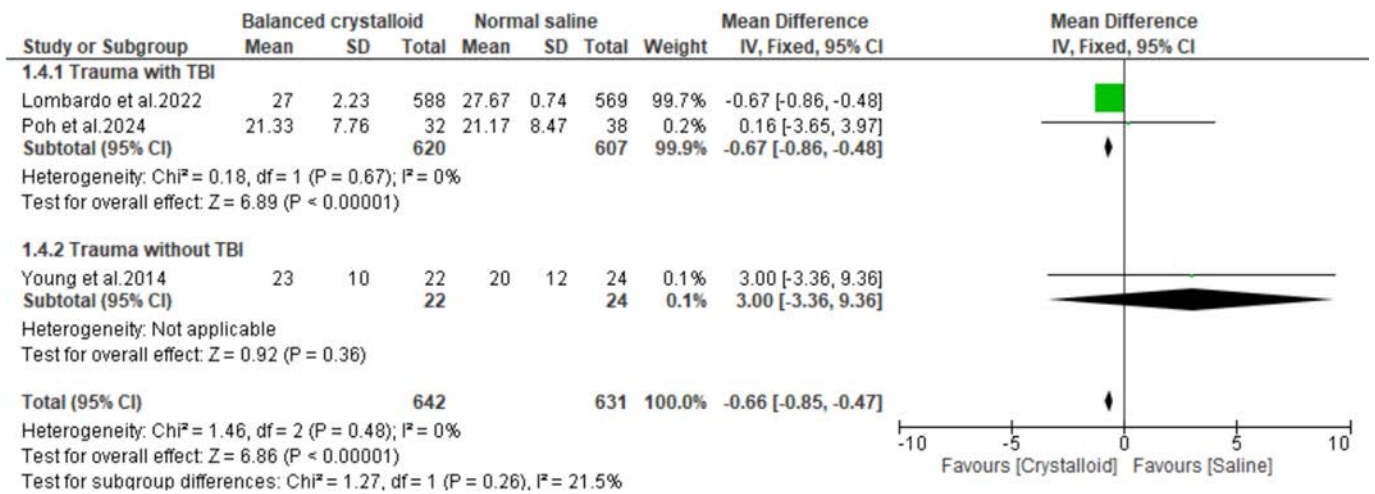 Balanced crystalloid Normal saline Mean Difference Mean Difference
Study or Subgroup Mean SD Total Mean SD Total Weight IV, Fixed, 95% CI IV, Fixed, 95% CI
1.4.1 Trauma with TBI
Lombardo et al.2022 27 2.23 588 27.67 0.74 569 99.7% -0.67 [-0.86, -0.48]
Poh et al.2024 21.33 7.76 32 21.17 8.47 38 0.2% 0.16 [-3.65, 3.97]
Subtotal (95% CI) 620 607 99.9% -0.67 [-0.86, -0.48]
Heterogeneity: Chi² = 0.18, df = 1 (P = 0.67); I² = 0%
Test for overall effect: Z = 6.89 (P < 0.00001)
1.4.2 Trauma without TBI
Young et al.2014 23 10 22 20 12 24 0.1% 3.00 [-3.36, 9.36]
Subtotal (95% CI) 22 24 0.1% 3.00 [-3.36, 9.36]
Heterogeneity: Not applicable
Test for overall effect: Z = 0.92 (P = 0.36)
Total (95% CI) 642 631 100.0% -0.66 [-0.85, -0.47]
Heterogeneity: Chi² = 1.46, df = 2 (P = 0.48); I² = 0%
Test for overall effect: Z = 6.86 (P < 0.00001)
Test for subgroup differences: Chi² = 1.27, df = 1 (P = 0.26), I² = 21.5%
-10 -5 0 5 10
Favours [Crystalloid] Favours [Saline]